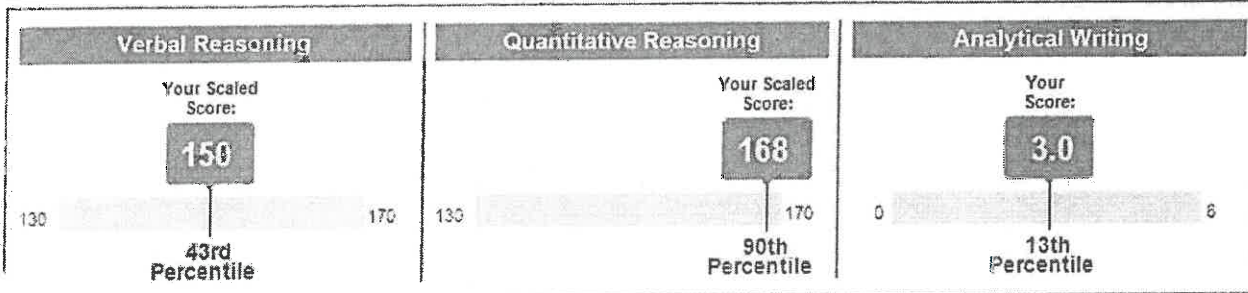 Verbal Reasoning
Your Scaled
Score:
150
130
170
43rd
Percentile
Quantitative Reasoning
Your Scaled
Score:
168
130
170
90th
Percentile
Analytical Writing
Your
Score:
3.0
0
6
13th
Percentile